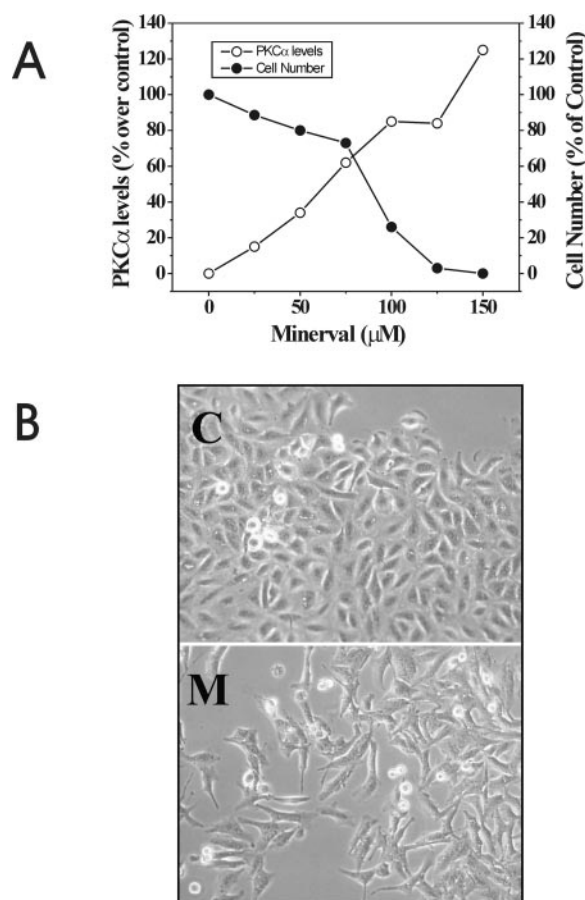 A
140
120
100
80
60
40
20
0
PKCα levels (% over control)
PKCα levels
Cell Number
140
120
100
80
60
40
20
0
Cell Number (% of Control)
0 50 100 150
Minerval (μM)
B
C
M